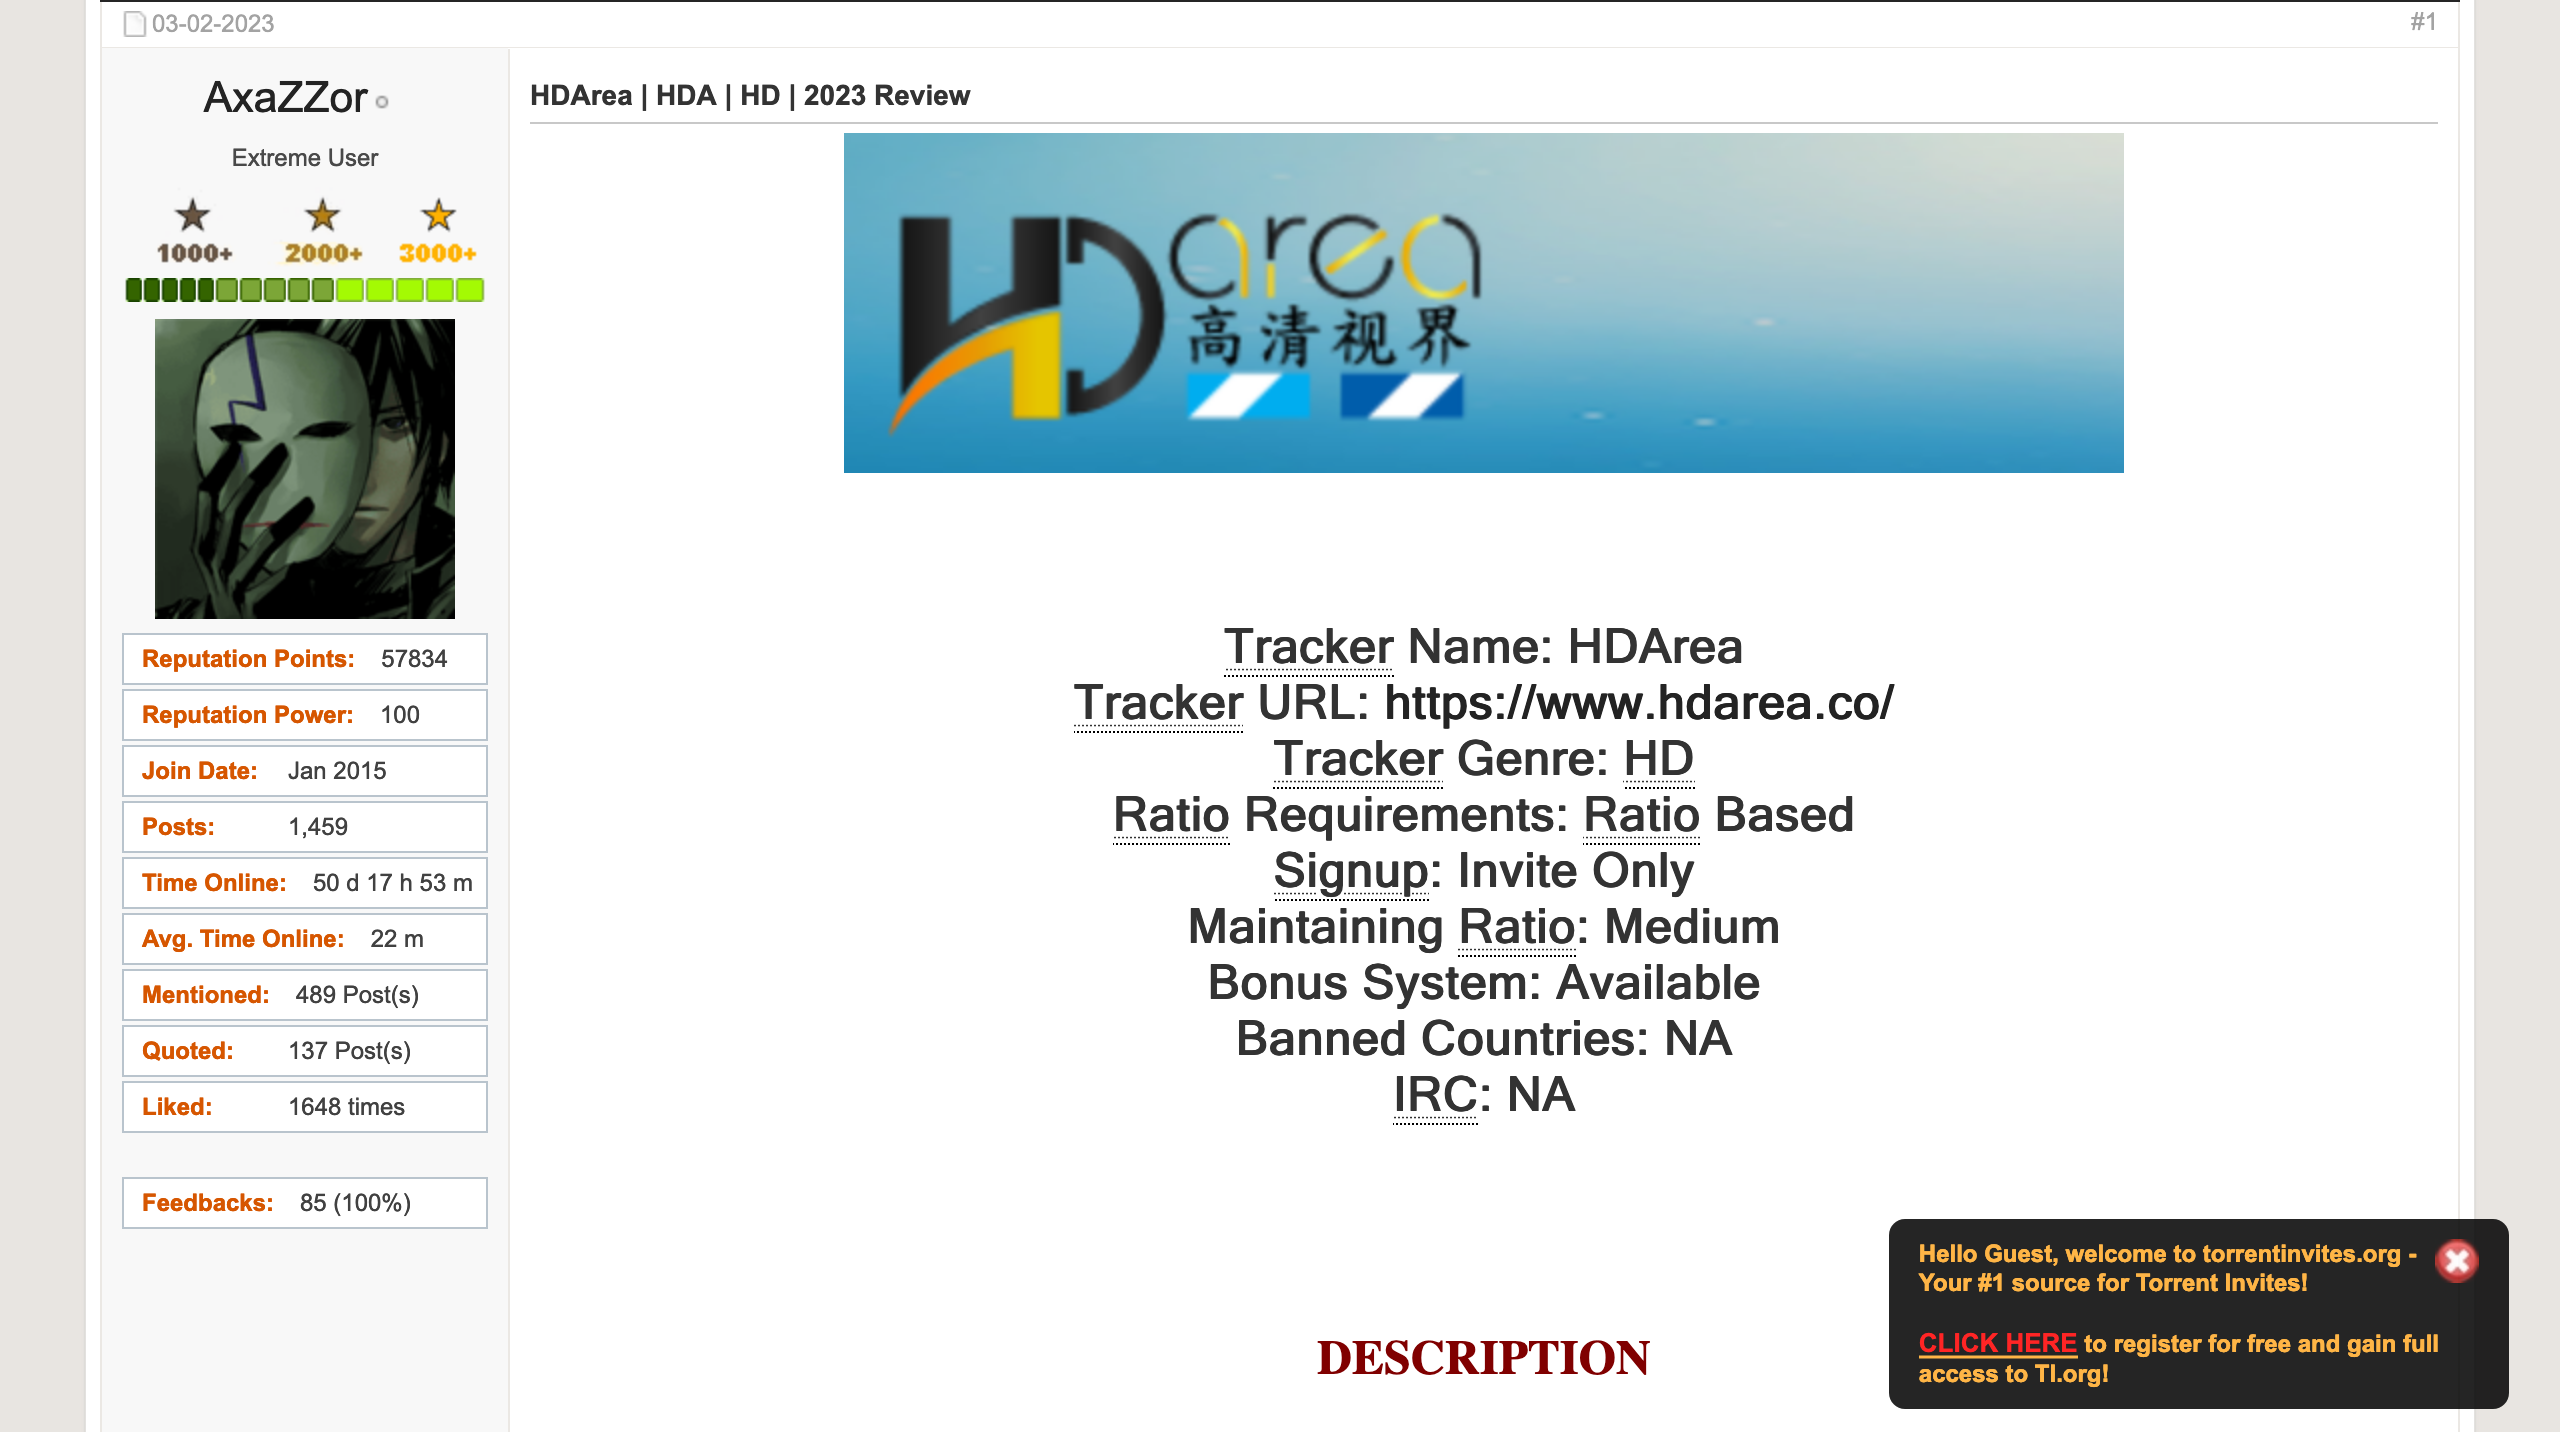 03-02-2023
#1
AxaZZor
Extreme User
1000+ 2000+ 3000+
Reputation Points: 57834
Reputation Power: 100
Join Date: Jan 2015
Posts: 1,459
Time Online: 50 d 17 h 53 m
Avg. Time Online: 22 m
Mentioned: 489 Post(s)
Quoted: 137 Post(s)
Liked: 1648 times
Feedbacks: 85 (100%)
HDArea | HDA | HD | 2023 Review
HDarea
高清视界
Tracker Name: HDArea
Tracker URL: https://www.hdarea.co/
Tracker Genre: HD
Ratio Requirements: Ratio Based
Signup: Invite Only
Maintaining Ratio: Medium
Bonus System: Available
Banned Countries: NA
IRC: NA
DESCRIPTION
Hello Guest, welcome to torrentinvites.org -
Your #1 source for Torrent Invites!
CLICK HERE to register for free and gain full
access to TI.org!